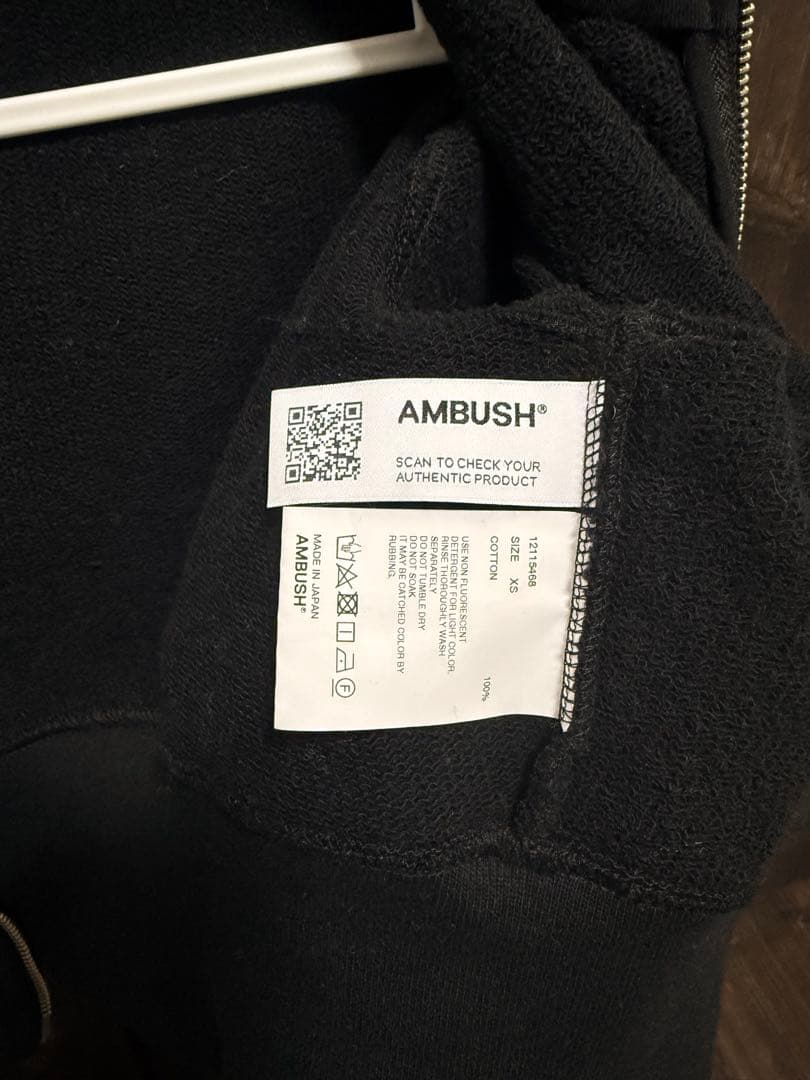 AMBUSH®
SCAN TO CHECK YOUR
AUTHENTIC PRODUCT
12115468
SIZE XS
COTTON 100%
USE NON FLUORESCENT
DETERGENT FOR LIGHT COLOR.
RINSE THOROUGHLY WASH
SEPARATELY
DO NOT TUMBLE DRY
DO NOT SOAK
IT MAY BE CATCHED COLOR BY
RUBBING.
F
MADE IN JAPAN
AMBUSH®